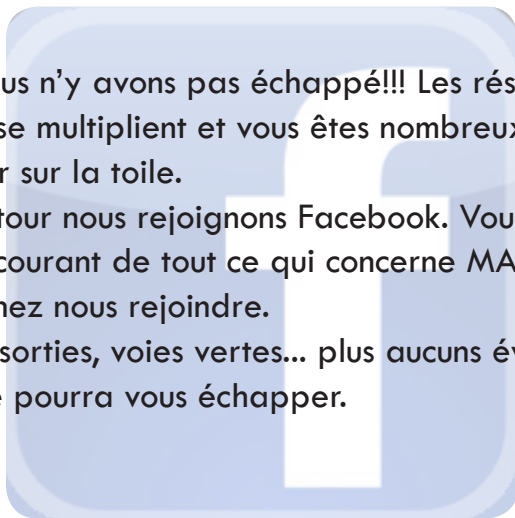 us n'y avons pas échappé!!! Les rés
se multiplient et vous êtes nombreux
r sur la toile.
tour nous rejoignons Facebook. Vou
courant de tout ce qui concerne MA
nez nous rejoindre.
sorties, voies vertes... plus aucuns év
e pourra vous échapper.